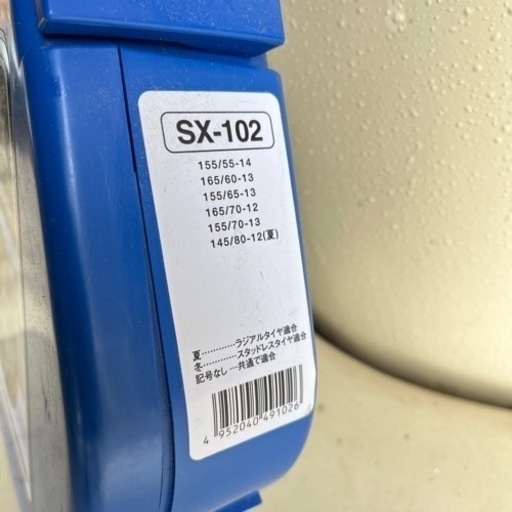 SX-102
155/55-14
165/60-13
155/65-13
165/70-12
155/70-13
145/80-12(夏)
夏…………ラジアルタイヤ適合
冬…………スタッドレスタイヤ適合
記号なし …共通で適合
4 952040 491026